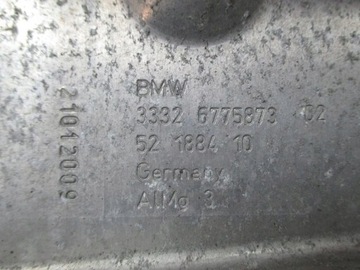 BMW
3332 6775873 02
52 1884 10
Germany
AlMg 3
21012009